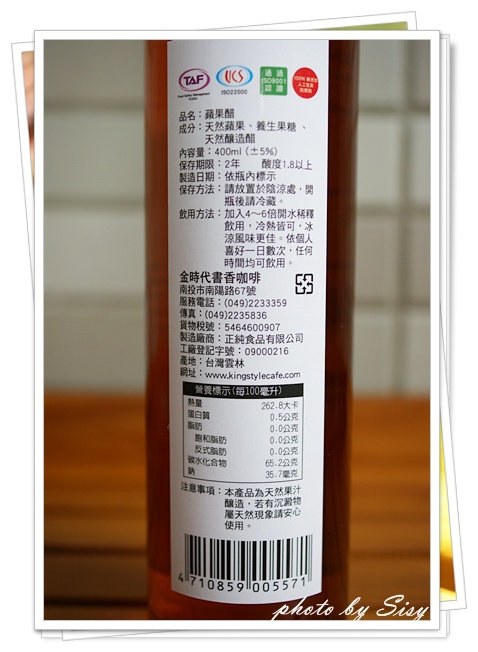 TAF
UCS
ISO22000
通過
ISO9001
認證
100%無添加
品名：蘋果醋
成分：天然蘋果、養生果糖、
天然釀造醋
內容量：400ml (±5%)
保存期限：2年 酸度1.8以上
製造日期：依瓶內標示
保存方法：請放置於陰涼處，開
瓶後請冷藏。
飲用方法：加入4～6倍開水稀釋
飲用，冷熱皆可，冰
涼風味更佳。依個人
喜好一日數次，任何
時間均可飲用。
金時代書香咖啡
南投市南陽路67號
服務電話：(049)2233359
傳真：(049)2235836
貨物稅號：5464600907
製造廠商：正純食品有限公司
工廠登記字號：09000216
產地：台灣雲林
網址：www.kingstylecafe.com
營養標示(每100毫升)
熱量 262.8大卡
蛋白質 0.5公克
脂肪 0.0公克
飽和脂肪 0.0公克
反式脂肪 0.0公克
碳水化合物 65.2公克
鈉 35.7毫克
注意事項：本產品為天然果汁
釀造，若有沉澱物
屬天然現象請安心
使用。
4 710859 005571
photo by Sisy